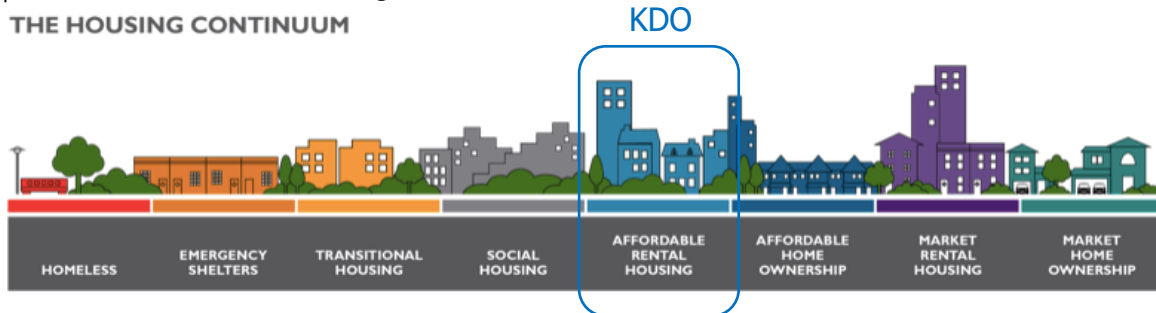 THE HOUSING CONTINUUM
KDO
HOMELESS
EMERGENCY
SHELTERS
TRANSITIONAL
HOUSING
SOCIAL
HOUSING
AFFORDABLE
RENTAL
HOUSING
AFFORDABLE
HOME
OWNERSHIP
MARKET
RENTAL
HOUSING
MARKET
HOME
OWNERSHIP